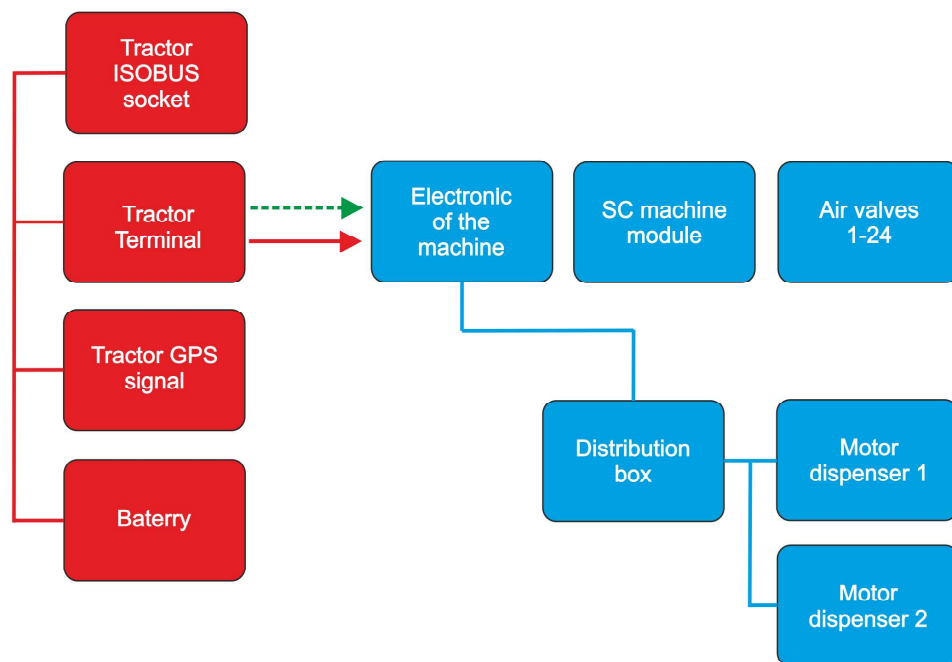 Tractor
ISOBUS
socket
Tractor
Terminal
Electronic
of the
machine
SC machine
module
Air valves
1-24
Tractor GPS
signal
Distribution
box
Motor
dispenser 1
Baterry
Motor
dispenser 2